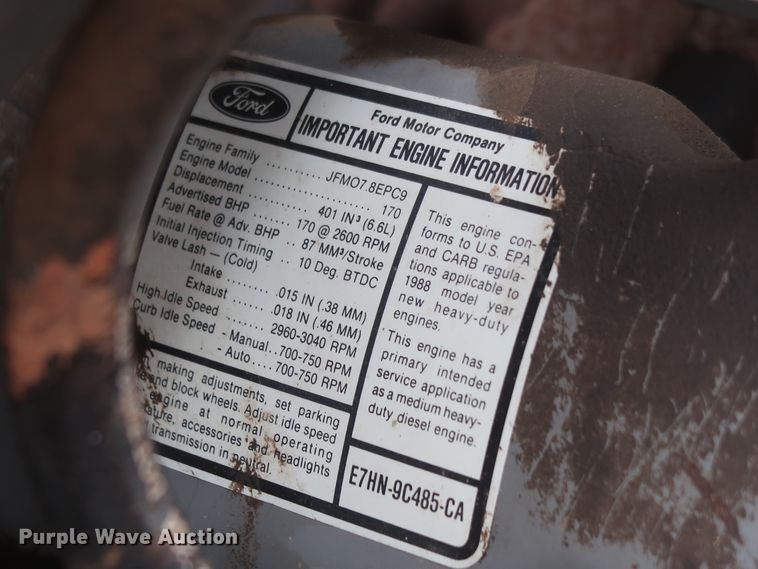 Ford
Ford Motor Company
IMPORTANT ENGINE INFORMATION
Engine Family ........ JFMO7.8EPC9
Engine Model ........ 170
Displacement ........ 401 IN³ (6.6L)
Advertised BHP ... 170 @ 2600 RPM
Fuel Rate @ Adv. BHP .. 87 MM³/Stroke
Initial Injection Timing .. 10 Deg. BTDC
Valve Lash — (Cold)
Intake ........ .015 IN (.38 MM)
Exhaust ....... .018 IN (.46 MM)
High Idle Speed ...... 2960-3040 RPM
Curb Idle Speed - Manual..700-750 RPM
- Auto....700-750 RPM
making adjustments, set parking
and block wheels. Adjust idle speed
engine at normal operating
accessories and headlights
transmission in neutral.
This engine con-
forms to U.S. EPA
and CARB regula-
tions applicable to
1988 model year
new heavy-duty
engines.
This engine has a
primary intended
service application
as a medium heavy-
duty diesel engine.
E7HN-9C485-CA
Purple Wave Auction